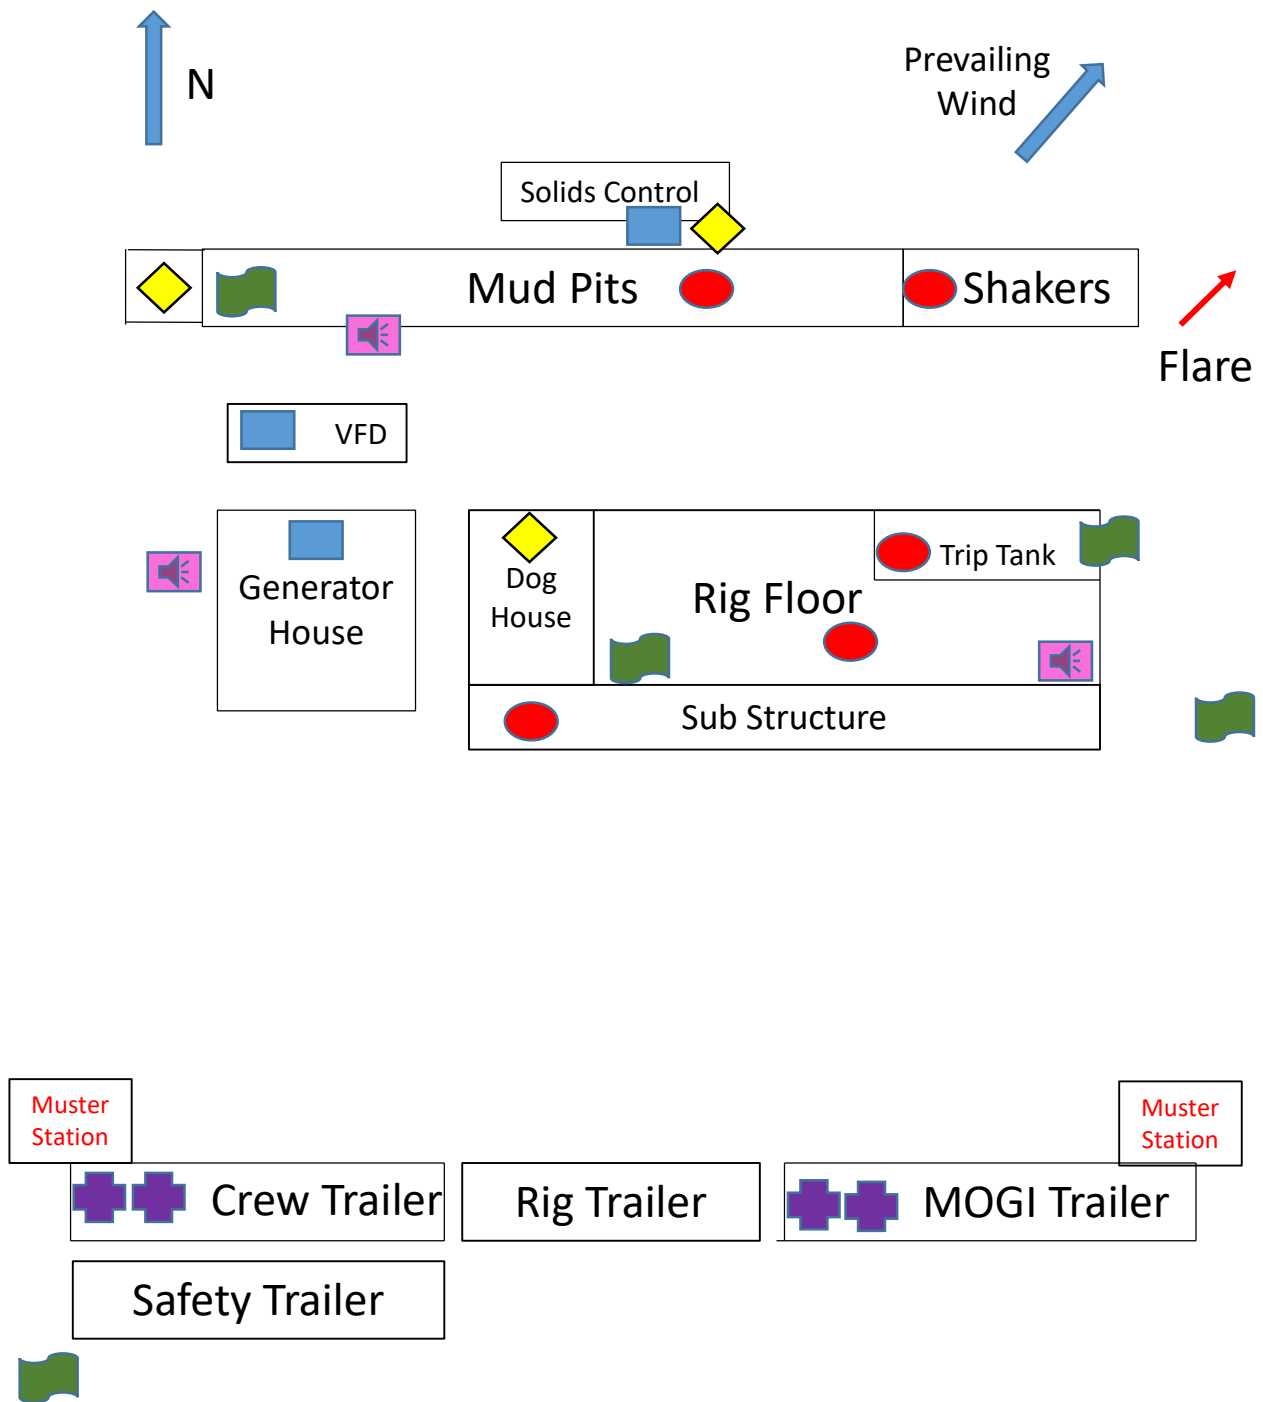 N
Prevailing
Wind
Solids Control
Mud Pits
Shakers
Flare
VFD
Generator
House
Dog
House
Rig Floor
Trip Tank
Sub Structure
Muster
Station
Muster
Station
Crew Trailer
Rig Trailer
MOGI Trailer
Safety Trailer